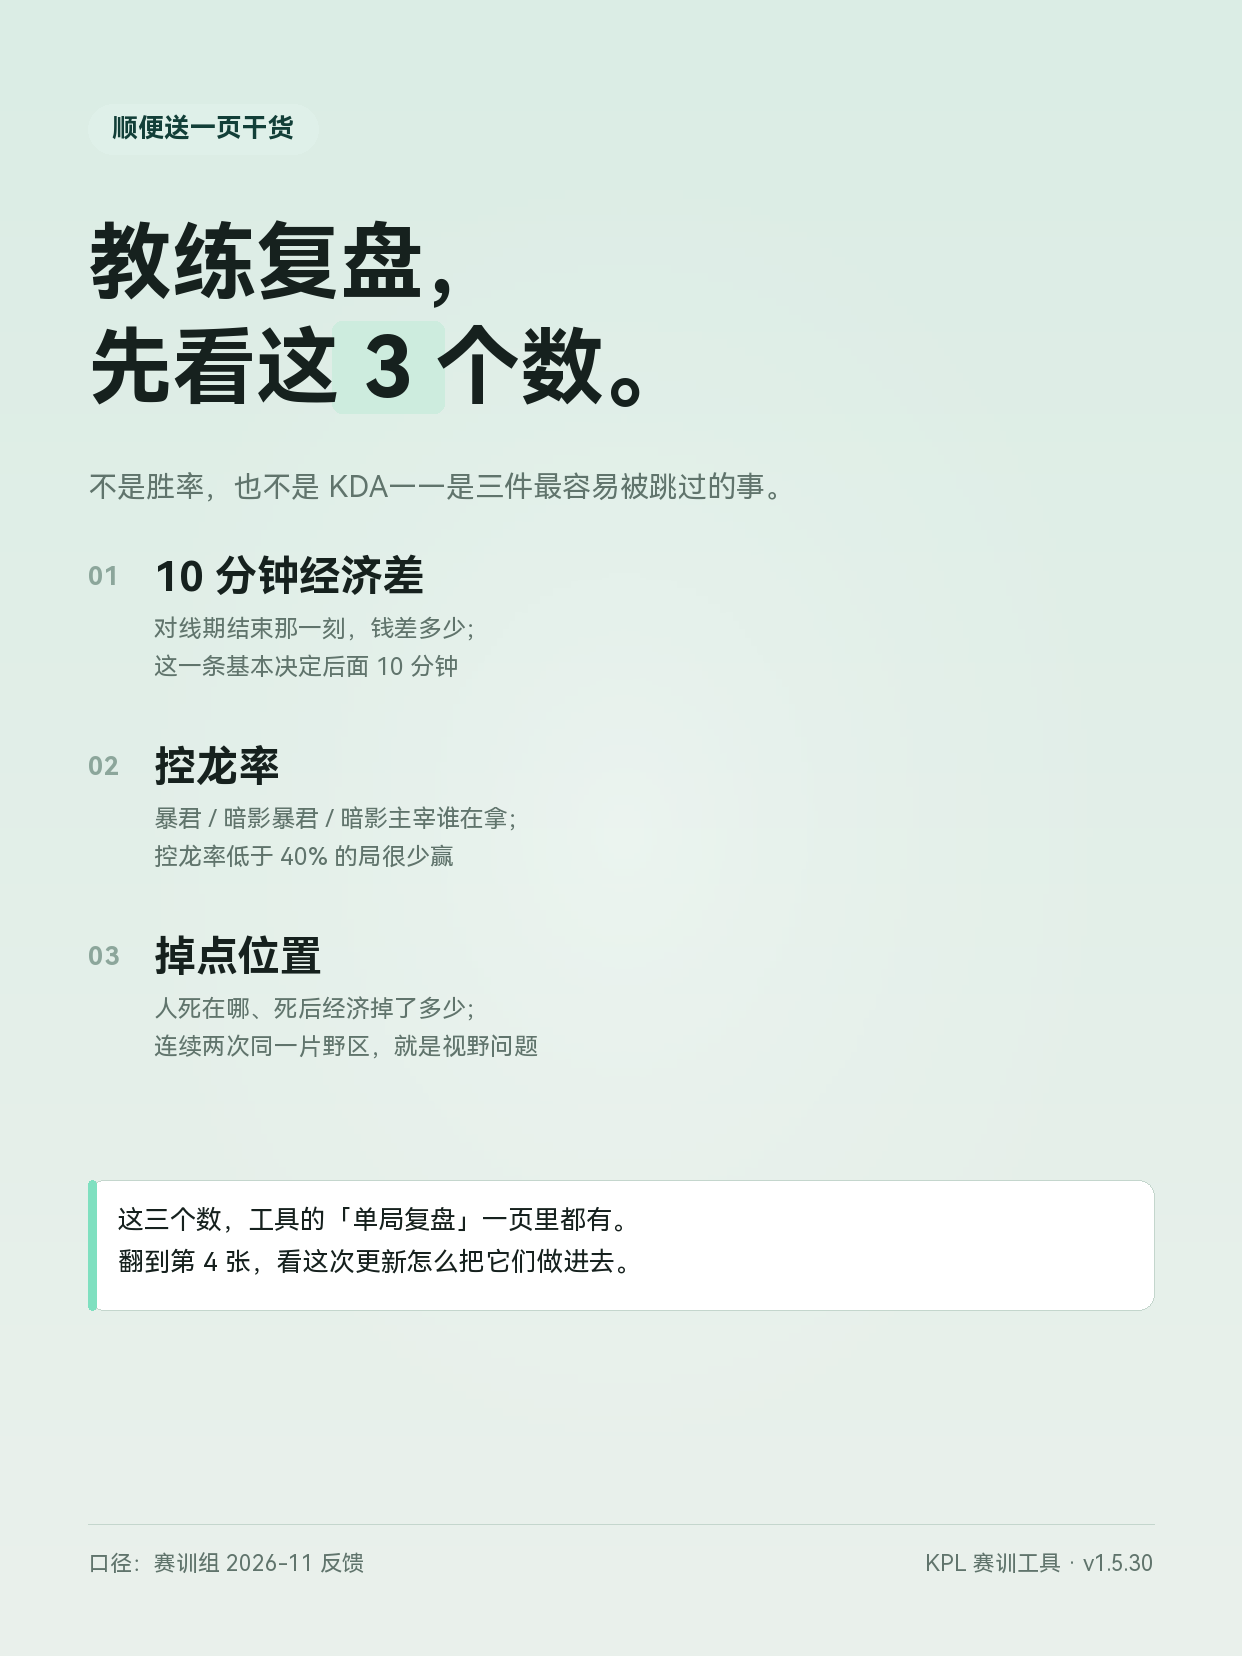 顺便送一页干货
教练复盘，
先看这 3 个数。
不是胜率，也不是 KDA——是三件最容易被跳过的事。
01 10 分钟经济差
对线期结束那一刻，钱差多少；
这一条基本决定后面 10 分钟
02 控龙率
暴君 / 暗影暴君 / 暗影主宰谁在拿；
控龙率低于 40% 的局很少赢
03 掉点位置
人死在哪、死后经济掉了多少；
连续两次同一片野区，就是视野问题
这三个数，工具的「单局复盘」一页里都有。
翻到第 4 张，看这次更新怎么把它们做进去。
口径：赛训组 2026-11 反馈
KPL 赛训工具 · v1.5.30